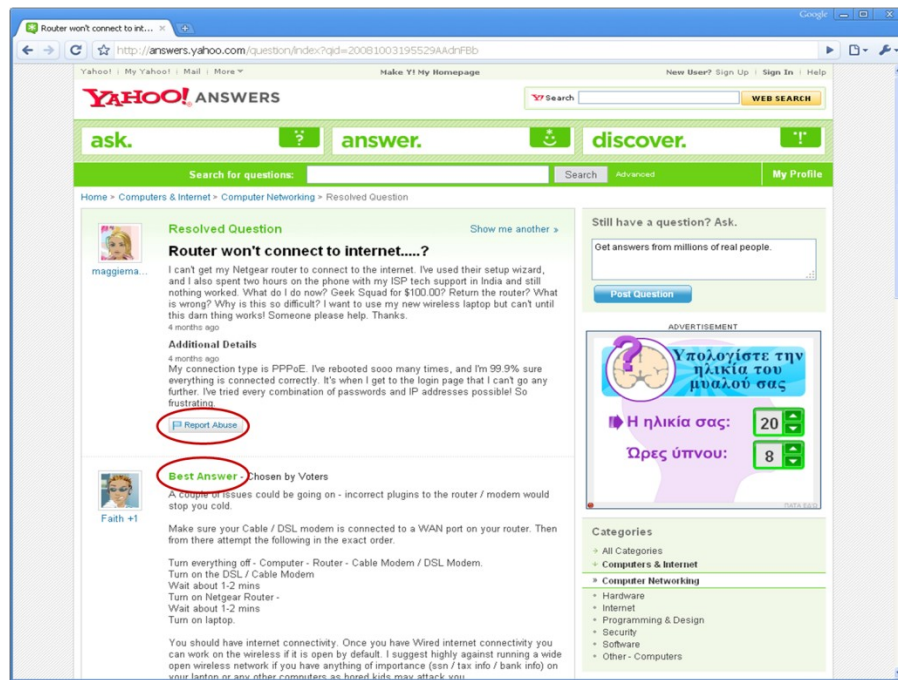 Google
Router won't connect to int...
http://answers.yahoo.com/question/index?qid=20081003195529AAdnFBb
Yahoo! | My Yahoo! | Mail | More
Make Y! My Homepage
New User? Sign Up | Sign In | Help
YAHOO! ANSWERS
Y! Search
WEB SEARCH
ask.
answer.
discover.
Search for questions:
Search
Advanced
My Profile
Home > Computers & Internet > Computer Networking > Resolved Question
maggiema...
Resolved Question
Show me another »
Router won't connect to internet.....?
I can't get my Netgear router to connect to the internet. I've used their setup wizard,
and I also spent two hours on the phone with my ISP tech support in India and still
nothing worked. What do I do now? Geek Squad for $100.00? Return the router? What
is wrong? Why is this so difficult? I want to use my new wireless laptop but can't until
this darn thing works! Someone please help. Thanks.
4 months ago
Additional Details
4 months ago
My connection type is PPPoE. I've rebooted sooo many times, and I'm 99.9% sure
everything is connected correctly. It's when I get to the login page that I can't go any
further. I've tried every combination of passwords and IP addresses possible! So
frustrating.
Report Abuse
Faith +1
Best Answer - Chosen by Voters
A couple of issues could be going on - incorrect plugins to the router / modem would
stop you cold.
Make sure your Cable / DSL modem is connected to a WAN port on your router. Then
from there attempt the following in the exact order.
Turn everything off - Computer - Router - Cable Modem / DSL Modem.
Turn on the DSL / Cable Modem
Wait about 1-2 mins
Turn on Netgear Router -
Wait about 1-2 mins
Turn on laptop.
You should have internet connectivity. Once you have Wired internet connectivity you
can work on the wireless if it is open by default. I suggest highly against running a wide
open wireless network if you have anything of importance (ssn / tax info / bank info) on
your laptop or any other computers as bored kids may attack you
Still have a question? Ask.
Get answers from millions of real people.
Post Question
ADVERTISEMENT
Υπολογίστε την
ηλικία του
μυαλού σας
Η ηλικία σας:
20
Ώρες ύπνου:
8
Categories
All Categories
Computers & Internet
Computer Networking
Hardware
Internet
Programming & Design
Security
Software
Other - Computers